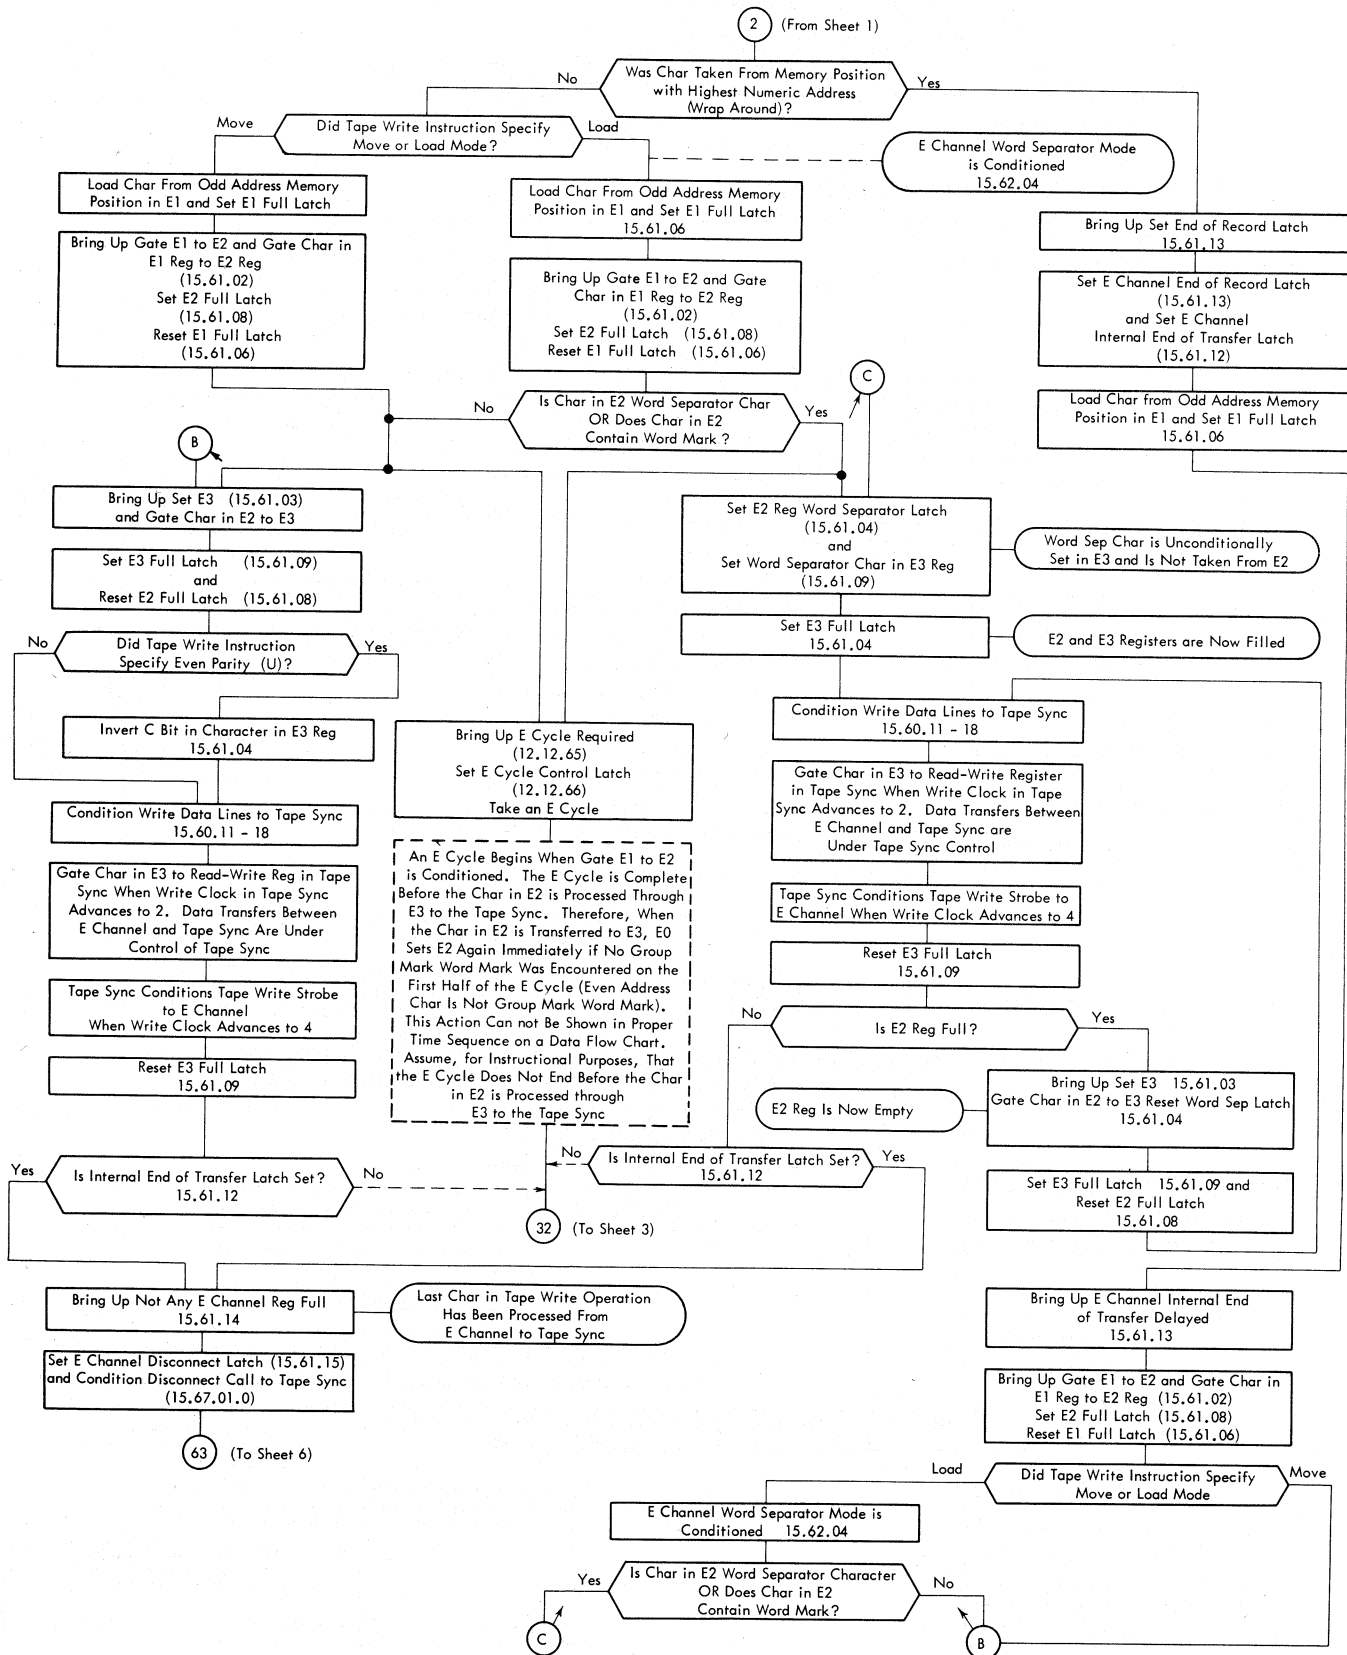 2 (From Sheet 1)
Was Char Taken From Memory Position
with Highest Numeric Address
(Wrap Around)?
No
Yes
Did Tape Write Instruction Specify
Move or Load Mode?
Move
Load
E Channel Word Separator Mode
is Conditioned
15.62.04
Load Char From Odd Address Memory
Position in E1 and Set E1 Full Latch
Bring Up Gate E1 to E2 and Gate Char in
E1 Reg to E2 Reg
(15.61.02)
Set E2 Full Latch
(15.61.08)
Reset E1 Full Latch
(15.61.06)
Load Char From Odd Address Memory
Position in E1 and Set E1 Full Latch
15.61.06
Bring Up Gate E1 to E2 and Gate
Char in E1 Reg to E2 Reg
(15.61.02)
Set E2 Full Latch (15.61.08)
Reset E1 Full Latch (15.61.06)
Bring Up Set End of Record Latch
15.61.13
Set E Channel End of Record Latch
(15.61.13)
and Set E Channel
Internal End of Transfer Latch
(15.61.12)
Load Char from Odd Address Memory
Position in E1 and Set E1 Full Latch
15.61.06
C
No
Is Char in E2 Word Separator Char
OR Does Char in E2
Contain Word Mark ?
Yes
B
Bring Up Set E3 (15.61.03)
and Gate Char in E2 to E3
Set E3 Full Latch (15.61.09)
and
Reset E2 Full Latch (15.61.08)
No
Did Tape Write Instruction
Specify Even Parity (U)?
Yes
Invert C Bit in Character in E3 Reg
15.61.04
Condition Write Data Lines to Tape Sync
15.60.11 - 18
Gate Char in E3 to Read-Write Reg in Tape
Sync When Write Clock in Tape Sync
Advances to 2. Data Transfers Between
E Channel and Tape Sync Are Under
Control of Tape Sync
Tape Sync Conditions Tape Write Strobe
to E Channel
When Write Clock Advances to 4
Reset E3 Full Latch
15.61.09
Yes
Is Internal End of Transfer Latch Set?
15.61.12
No
Bring Up E Cycle Required
(12.12.65)
Set E Cycle Control Latch
(12.12.66)
Take an E Cycle
An E Cycle Begins When Gate E1 to E2
is Conditioned. The E Cycle is Complete
Before the Char in E2 is Processed Through
E3 to the Tape Sync. Therefore, When
the Char in E2 is Transferred to E3, E0
Sets E2 Again Immediately if No Group
Mark Word Mark Was Encountered on the
First Half of the E Cycle (Even Address
Char Is Not Group Mark Word Mark).
This Action Can not Be Shown in Proper
Time Sequence on a Data Flow Chart.
Assume, for Instructional Purposes, That
the E Cycle Does Not End Before the Char
in E2 is Processed through
E3 to the Tape Sync
Set E2 Reg Word Separator Latch
(15.61.04)
and
Set Word Separator Char in E3 Reg
(15.61.09)
Word Sep Char is Unconditionally
Set in E3 and Is Not Taken From E2
Set E3 Full Latch
15.61.04
E2 and E3 Registers are Now Filled
Condition Write Data Lines to Tape Sync
15.60.11 - 18
Gate Char in E3 to Read-Write Register
in Tape Sync When Write Clock in Tape
Sync Advances to 2. Data Transfers Between
E Channel and Tape Sync are
Under Tape Sync Control
Tape Sync Conditions Tape Write Strobe to
E Channel When Write Clock Advances to 4
Reset E3 Full Latch
15.61.09
No
Is E2 Reg Full?
Yes
E2 Reg Is Now Empty
Bring Up Set E3 15.61.03
Gate Char in E2 to E3 Reset Word Sep Latch
15.61.04
No
Is Internal End of Transfer Latch Set?
15.61.12
Yes
Set E3 Full Latch 15.61.09 and
Reset E2 Full Latch
15.61.08
32 (To Sheet 3)
Bring Up Not Any E Channel Reg Full
15.61.14
Last Char in Tape Write Operation
Has Been Processed From
E Channel to Tape Sync
Set E Channel Disconnect Latch (15.61.15)
and Condition Disconnect Call to Tape Sync
(15.67.01.0)
63 (To Sheet 6)
Bring Up E Channel Internal End
of Transfer Delayed
15.61.13
Bring Up Gate E1 to E2 and Gate Char in
E1 Reg to E2 Reg (15.61.02)
Set E2 Full Latch (15.61.08)
Reset E1 Full Latch (15.61.06)
Load
Did Tape Write Instruction Specify
Move or Load Mode
Move
E Channel Word Separator Mode is
Conditioned 15.62.04
Yes
Is Char in E2 Word Separator Character
OR Does Char in E2
Contain Word Mark?
No
C
B